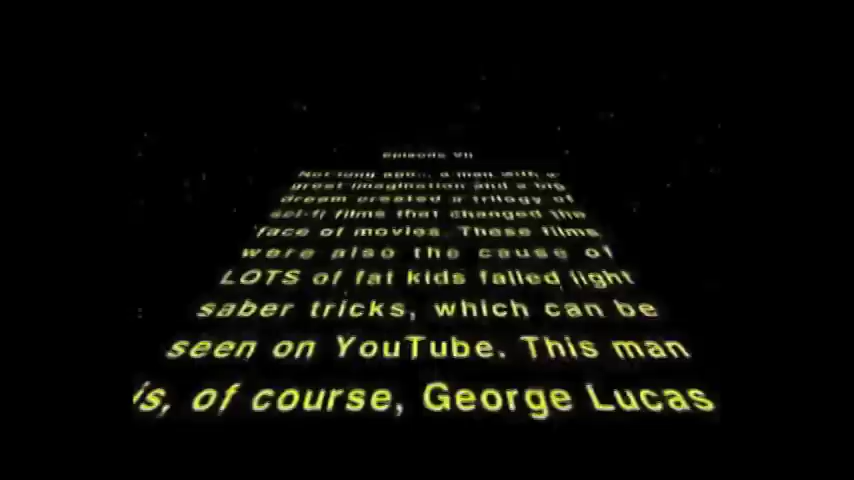 Episode VII
Not long ago... a man with a
great imagination and a big
dream created a trilogy of
sci-fi films that changed the
face of movies. These films
were also the cause of
LOTS of fat kids failed light
saber tricks, which can be
seen on YouTube. This man
is, of course, George Lucas